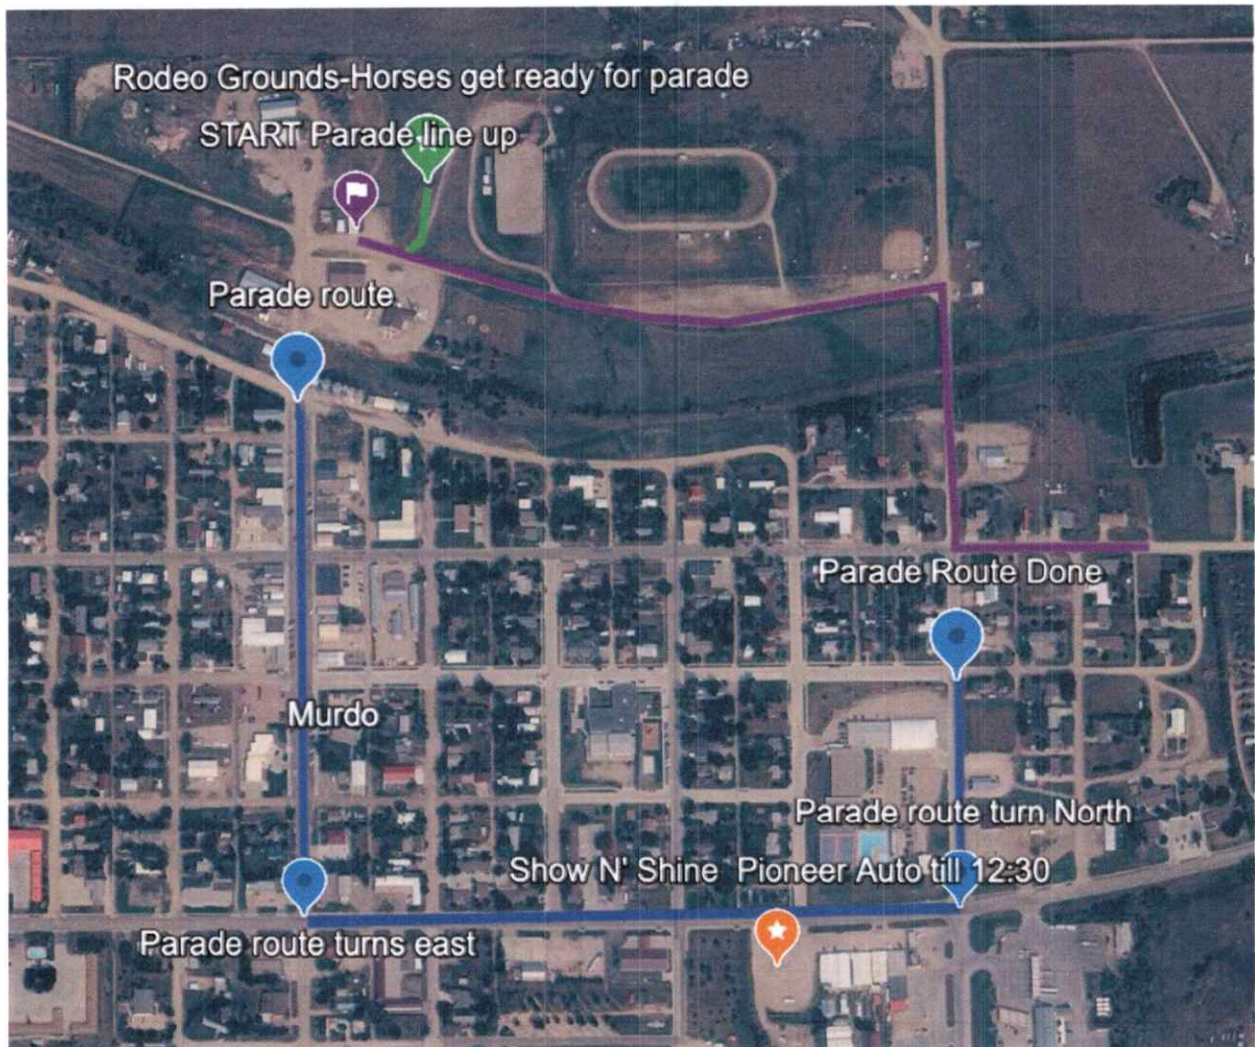 Rodeo Grounds-Horses get ready for parade
START Parade line up
Parade route
Parade Route Done
Murdo
Parade route turn North
Show N' Shine Pioneer Auto till 12:30
Parade route turns east